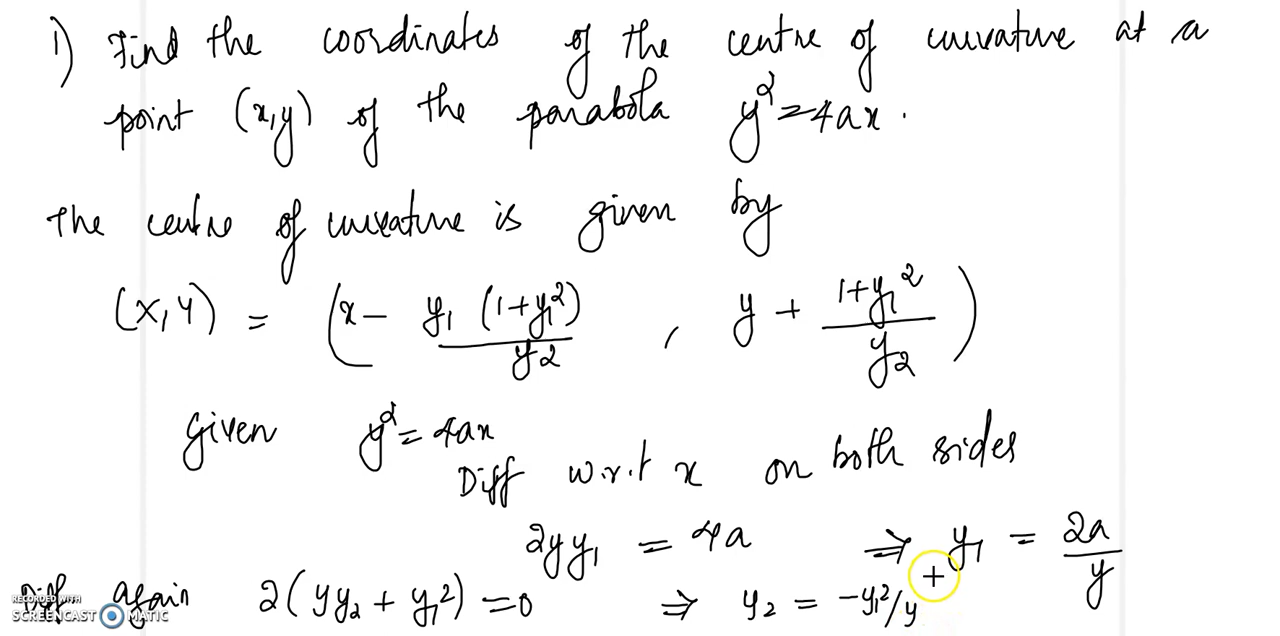 1) Find the coordinates of the centre of curvature at a
point (x,y) of the parabola y² = 4ax.
The centre of curvature is given by
(X,Y) = (x − y₁(1+y₁²)/y₂ , y + (1+y₁²)/y₂)
Given y² = 4ax
Diff w.r.t x on both sides
2yy₁ = 4a ⇒ y₁ = 2a/y
Diff again 2(yy₂ + y₁²) = 0 ⇒ y₂ = −y₁²/y
RECORDED WITH
SCREENCAST MATIC